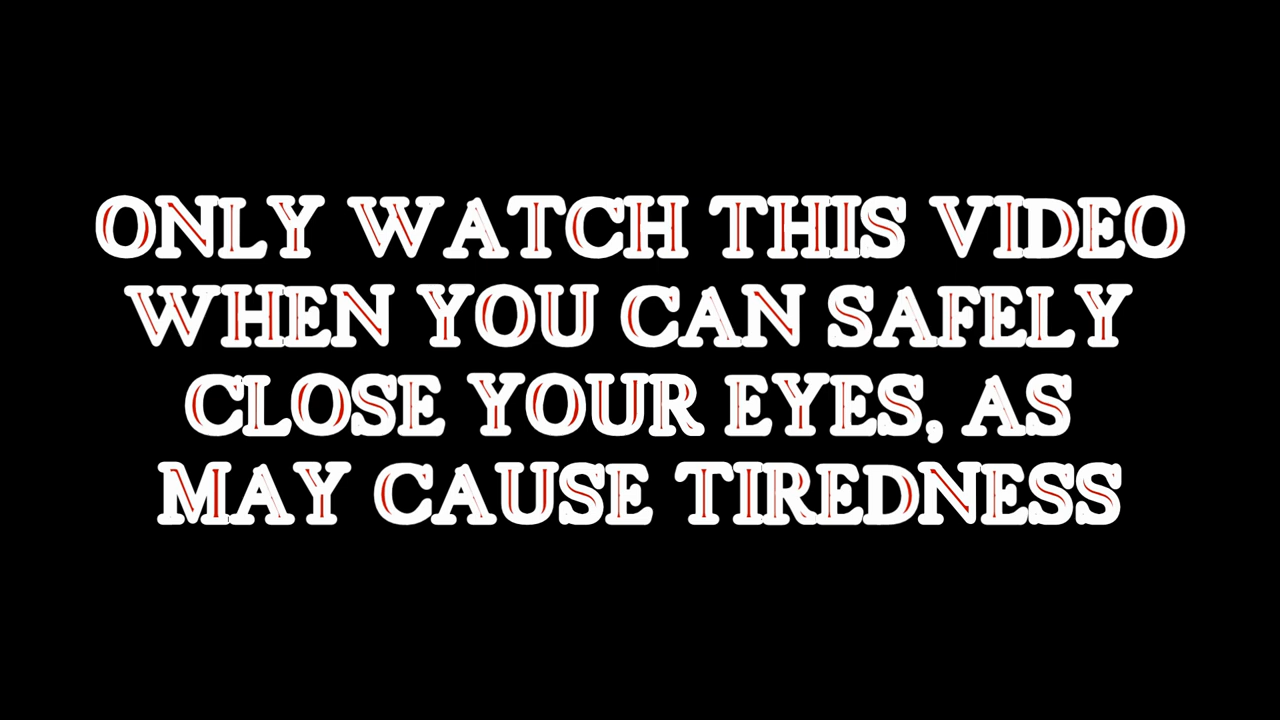 ONLY WATCH THIS VIDEO
WHEN YOU CAN SAFELY
CLOSE YOUR EYES, AS
MAY CAUSE TIREDNESS